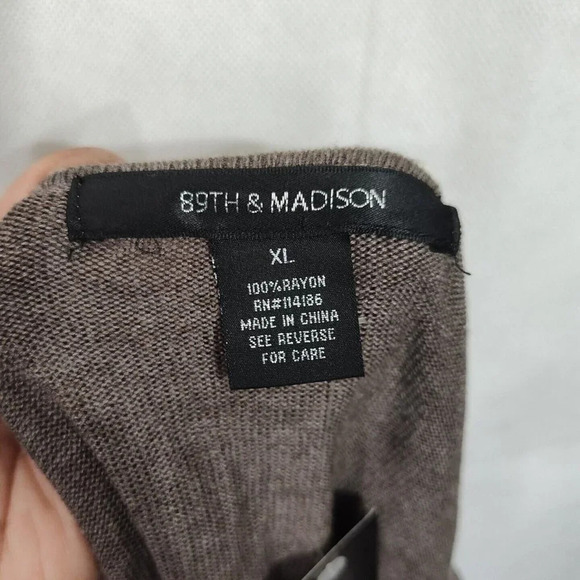 89TH & MADISON
XL
100%RAYON
RN#114186
MADE IN CHINA
SEE REVERSE
FOR CARE